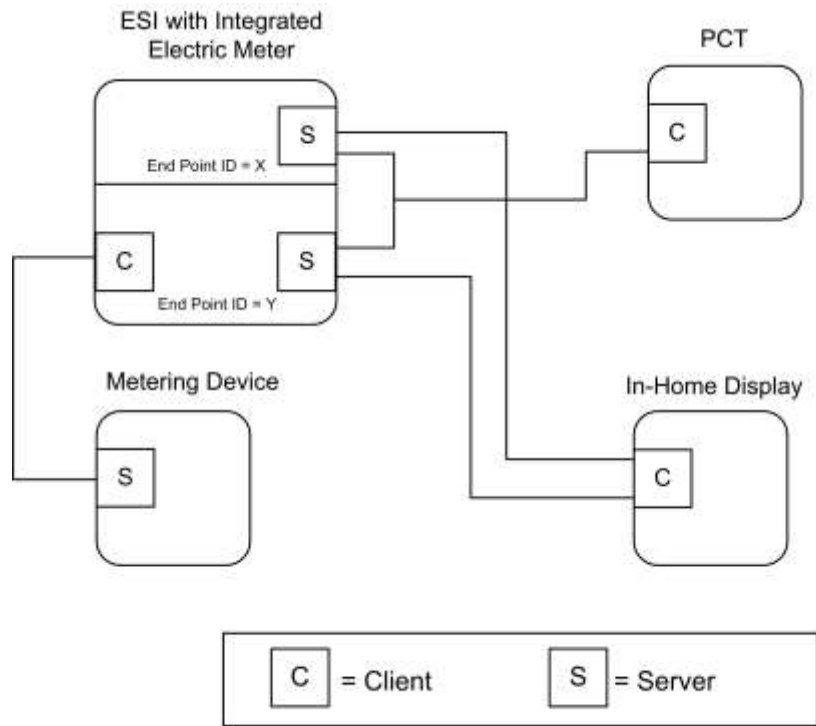 ESI with Integrated
Electric Meter
PCT
S
C
End Point ID = X
C
S
End Point ID = Y
Metering Device
In-Home Display
S
C
C = Client
S = Server